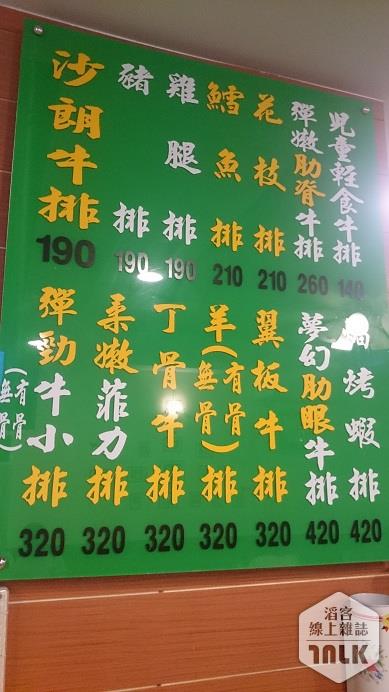 沙朗牛排 190
豬排 190
雞腿排 190
鱈魚排 210
花枝排 210
彈嫩肋脊牛排 260
兒童輕食牛排 140
彈勁牛小排 (無骨有骨) 320
柔嫩菲力排 320
丁骨牛排 320
羊(無骨有骨)排 320
翼板牛排 320
夢幻肋眼牛排 420
焗烤蝦排 420
滔客
線上雜誌
TALK